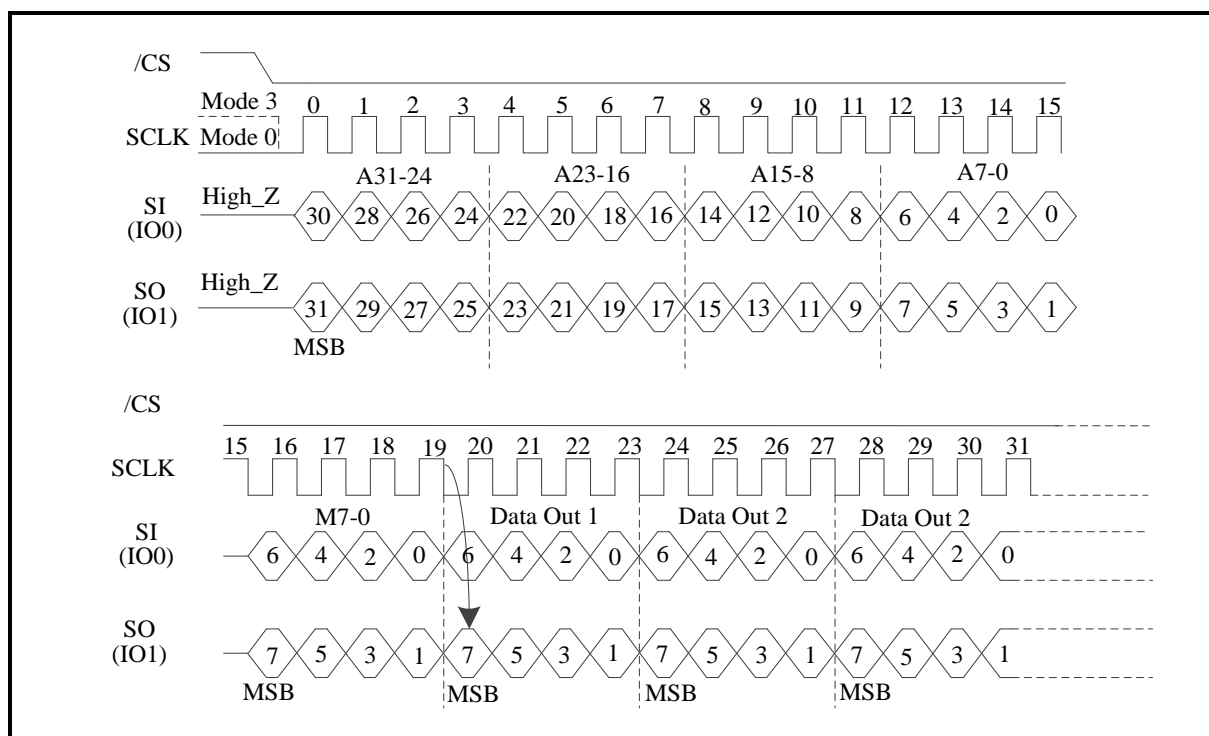 /CS
Mode 3 0 1 2 3 4 5 6 7 8 9 10 11 12 13 14 15
SCLK Mode 0
A31-24 A23-16 A15-8 A7-0
SI (IO0) High_Z 30 28 26 24 22 20 18 16 14 12 10 8 6 4 2 0
SO (IO1) High_Z 31 29 27 25 23 21 19 17 15 13 11 9 7 5 3 1
MSB
/CS
15 16 17 18 19 20 21 22 23 24 25 26 27 28 29 30 31
SCLK
M7-0 Data Out 1 Data Out 2 Data Out 2
SI (IO0) 6 4 2 0 6 4 2 0 6 4 2 0 6 4 2 0
SO (IO1) 7 5 3 1 7 5 3 1 7 5 3 1 7 5 3 1
MSB MSB MSB MSB